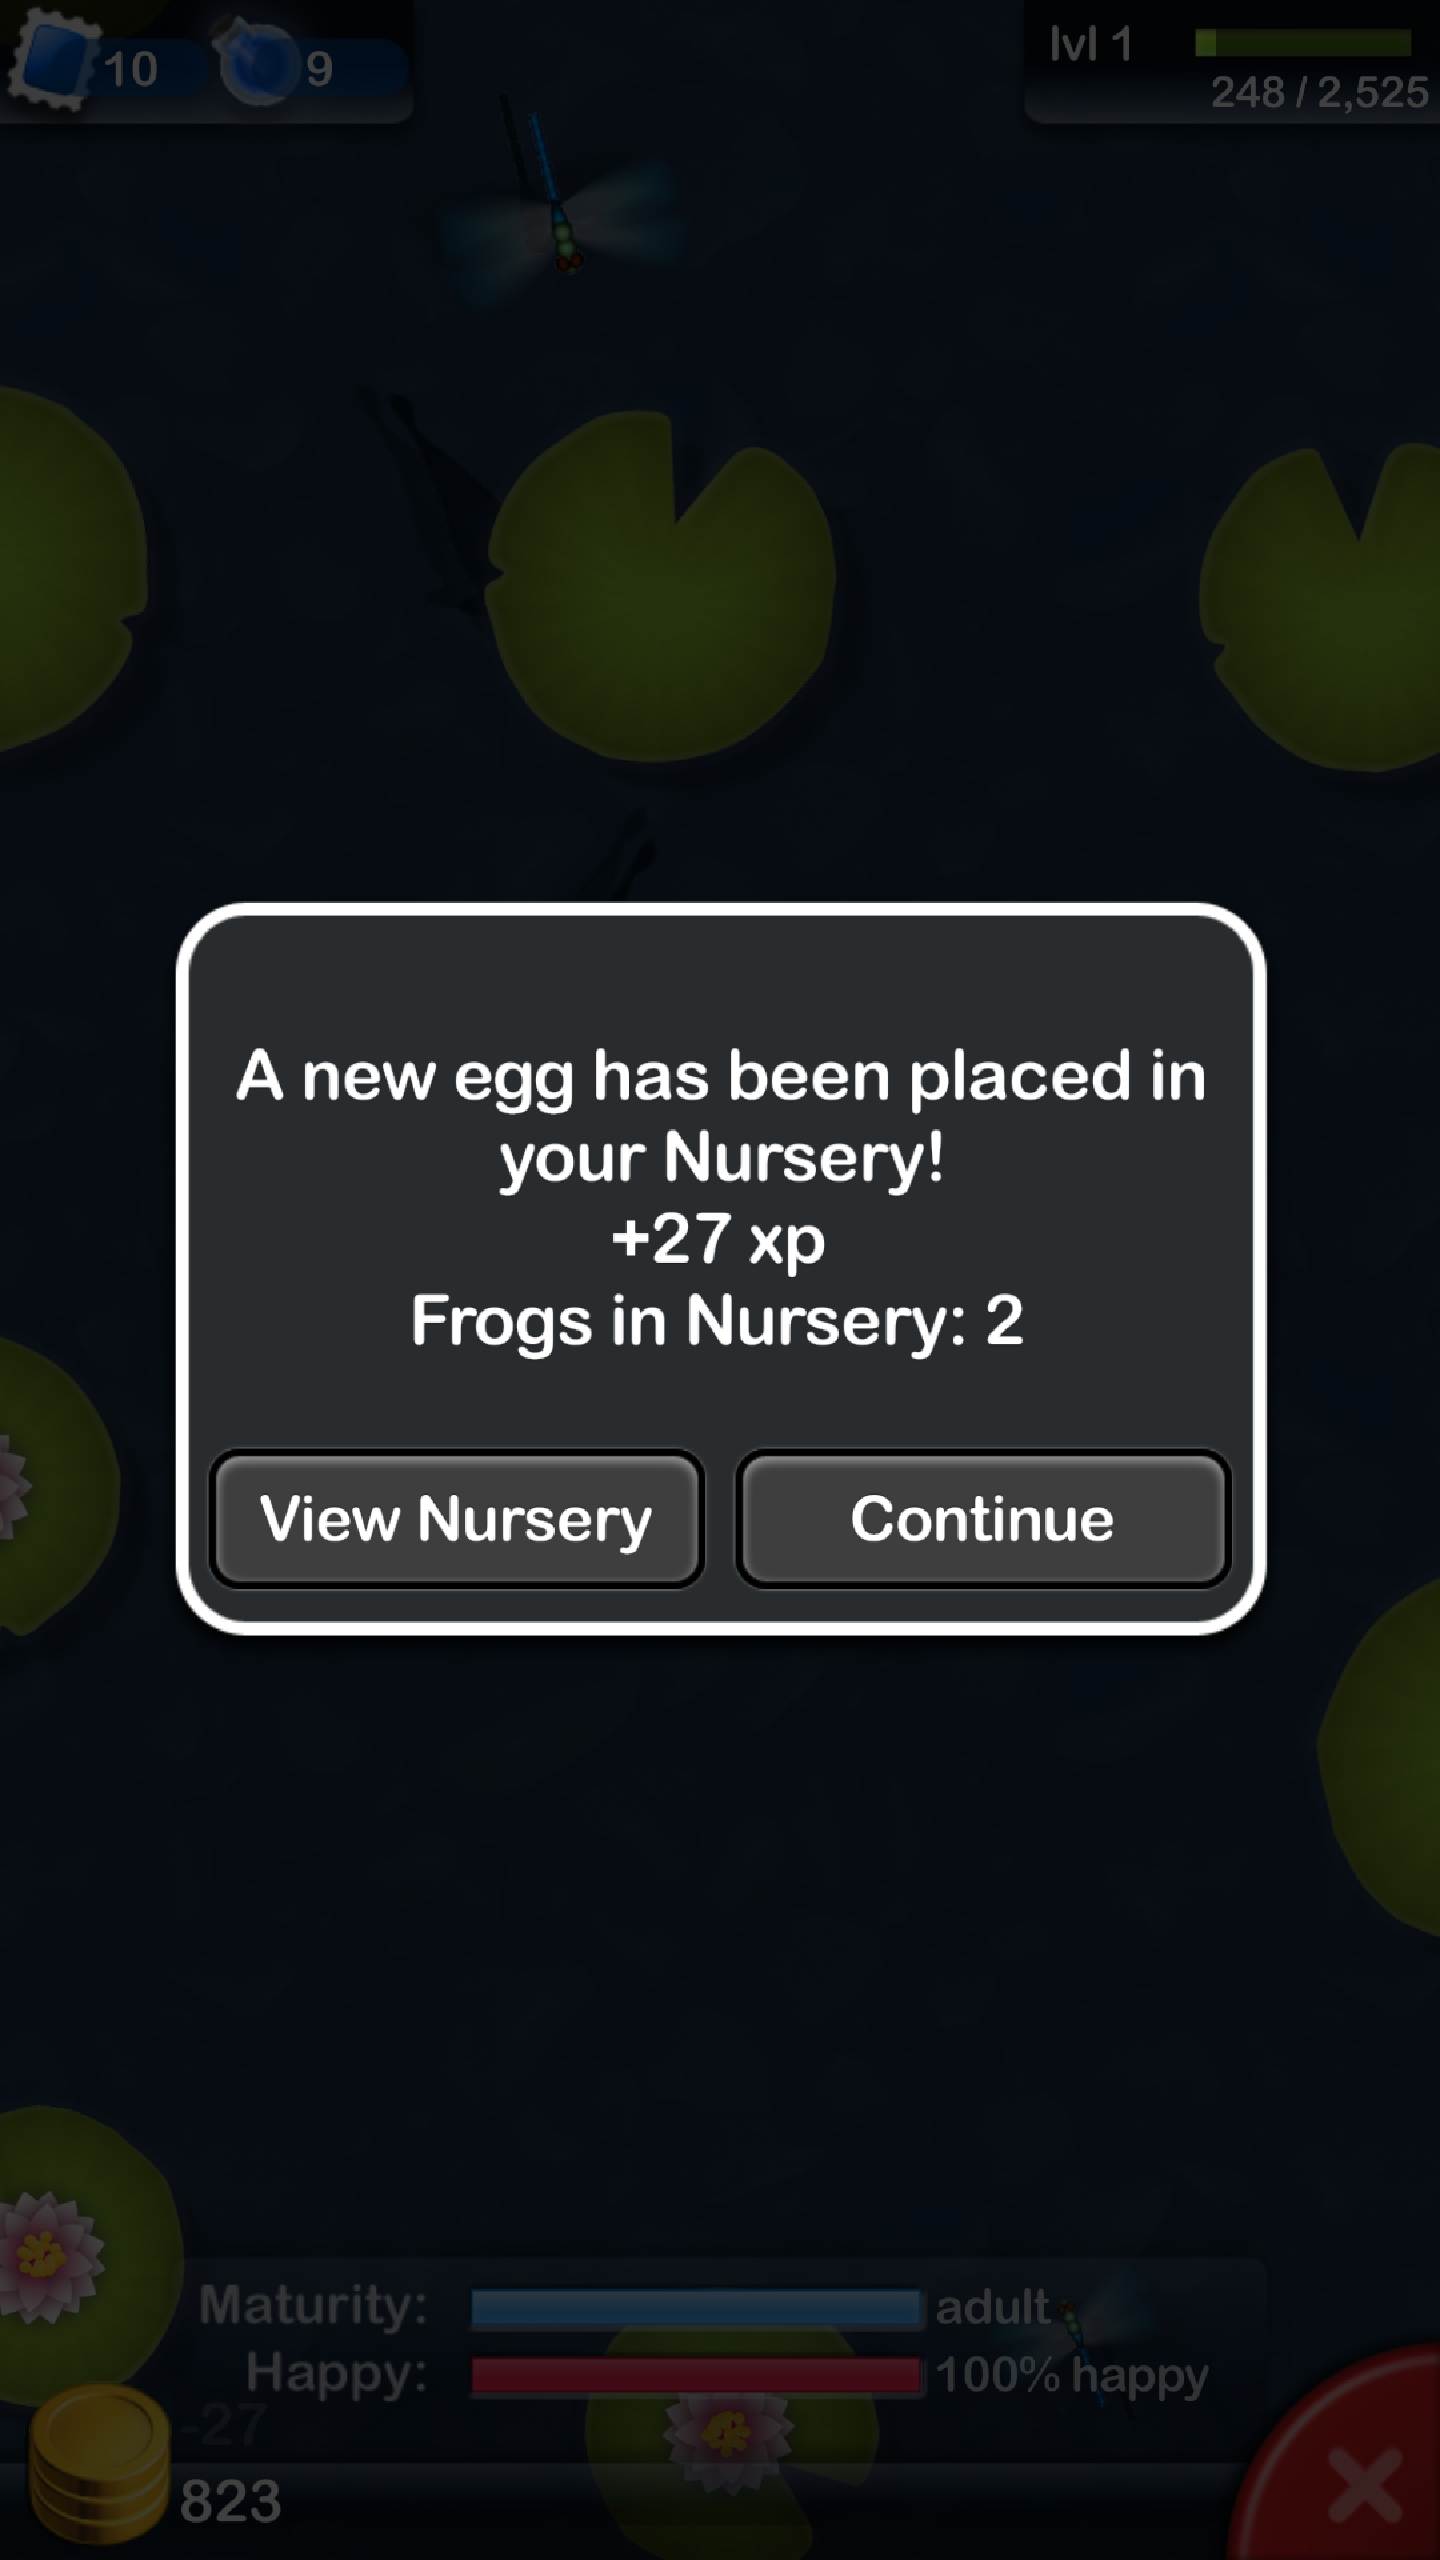 10
9
lvl 1
248 / 2,525
A new egg has been placed in
your Nursery!
+27 xp
Frogs in Nursery: 2
View Nursery
Continue
Maturity:
adult
Happy:
100% happy
-27
823